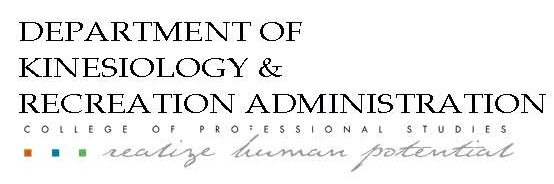 DEPARTMENT OF
KINESIOLOGY &
RECREATION ADMINISTRATION
COLLEGE OF PROFESSIONAL STUDIES
realize human potential